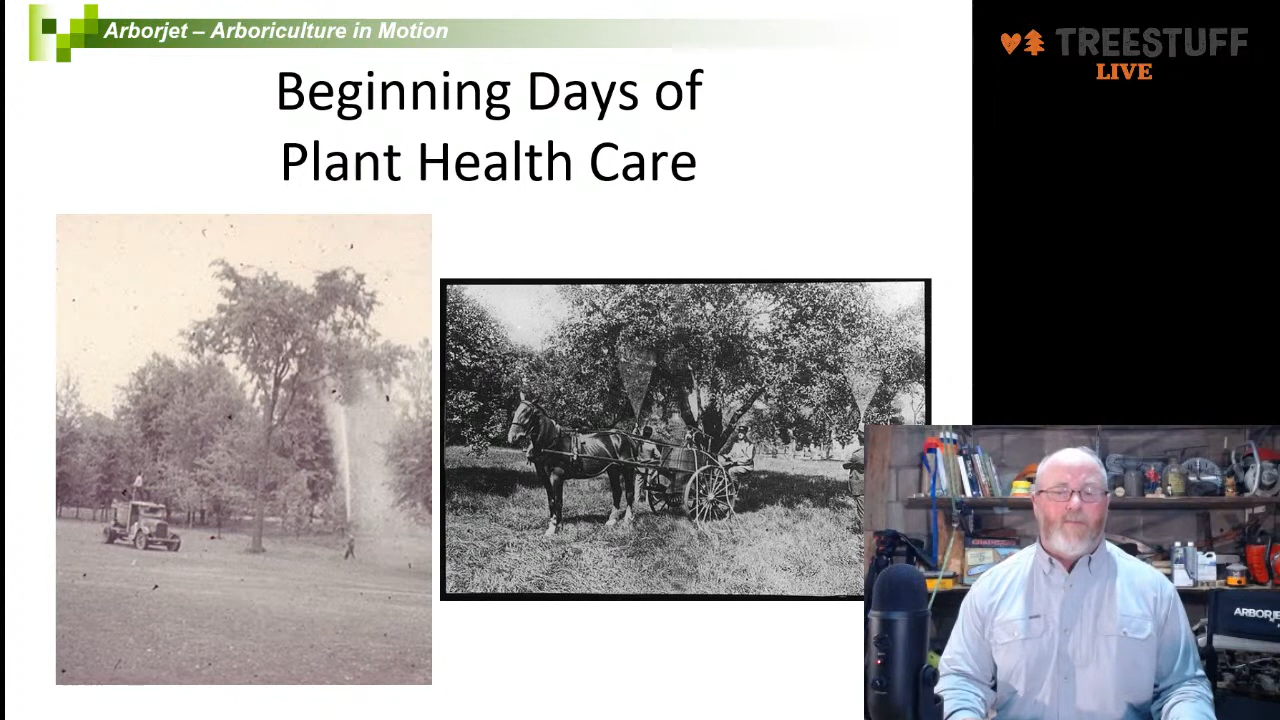 Arborjet – Arboriculture in Motion
TREESTUFF
LIVE
Beginning Days of
Plant Health Care